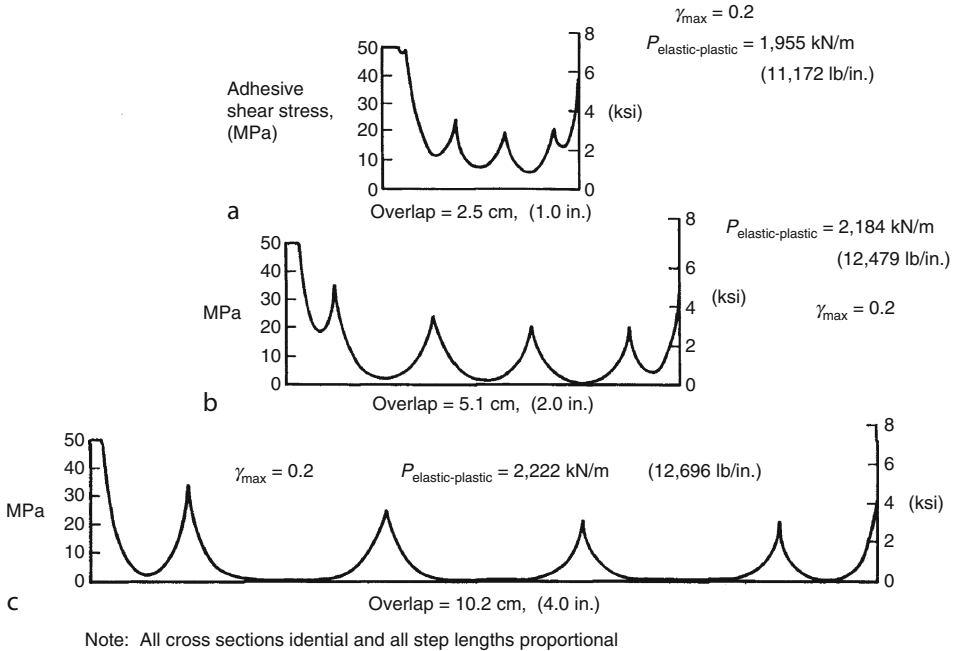 γmax = 0.2
Pelastic-plastic = 1,955 kN/m
(11,172 lb/in.)
Adhesive
shear stress,
(MPa)
50
40
30
20
10
0
8
6
4
2
0
(ksi)
a
Overlap = 2.5 cm, (1.0 in.)
Pelastic-plastic = 2,184 kN/m
(12,479 lb/in.)
γmax = 0.2
MPa
50
40
30
20
10
0
8
6
4
2
0
(ksi)
b
Overlap = 5.1 cm, (2.0 in.)
γmax = 0.2
Pelastic-plastic = 2,222 kN/m
(12,696 lb/in.)
MPa
50
40
30
20
10
0
8
6
4
2
0
(ksi)
c
Overlap = 10.2 cm, (4.0 in.)
Note: All cross sections idential and all step lengths proportional